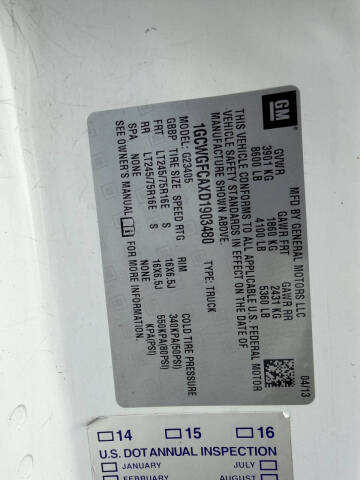 GM
MFD BY GENERAL MOTORS LLC
04/13
GVWR GAWR FRT GAWR RR
3901 KG 1860 KG 2431 KG
8600 LB 4100 LB 5360 LB
THIS VEHICLE CONFORMS TO ALL APPLICABLE U.S. FEDERAL MOTOR
VEHICLE SAFETY STANDARDS IN EFFECT ON THE DATE OF
MANUFACTURE SHOWN ABOVE.
1GCWGFCAXD1903480 TYPE: TRUCK
MODEL: G23405
GBBP TIRE SIZE SPEED RTG RIM COLD TIRE PRESSURE
FRT LT245/75R16E S 16X6.5J 340KPA(50PSI)
RR LT245/75R16E S 16X6.5J 550KPA(80PSI)
SPA NONE NONE KPA(PSI)
SEE OWNER'S MANUAL FOR MORE INFORMATION.
14 15 16
U.S. DOT ANNUAL INSPECTION
JANUARY JULY
FEBRUARY AUGUST